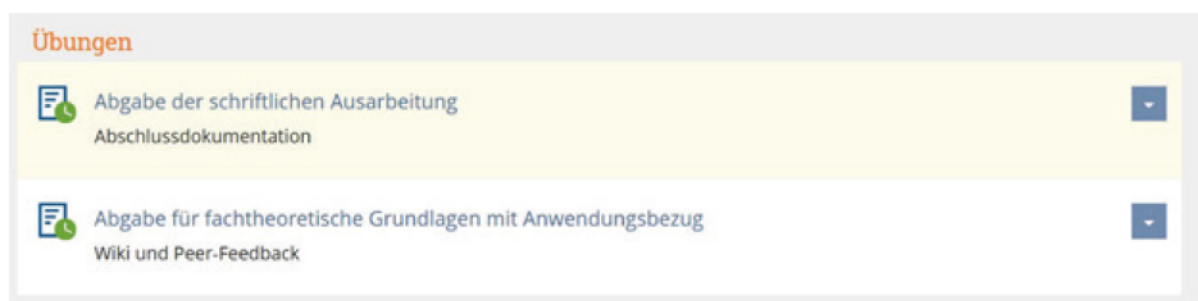 Übungen
Abgabe der schriftlichen Ausarbeitung
Abschlussdokumentation
Abgabe für fachtheoretische Grundlagen mit Anwendungsbezug
Wiki und Peer-Feedback